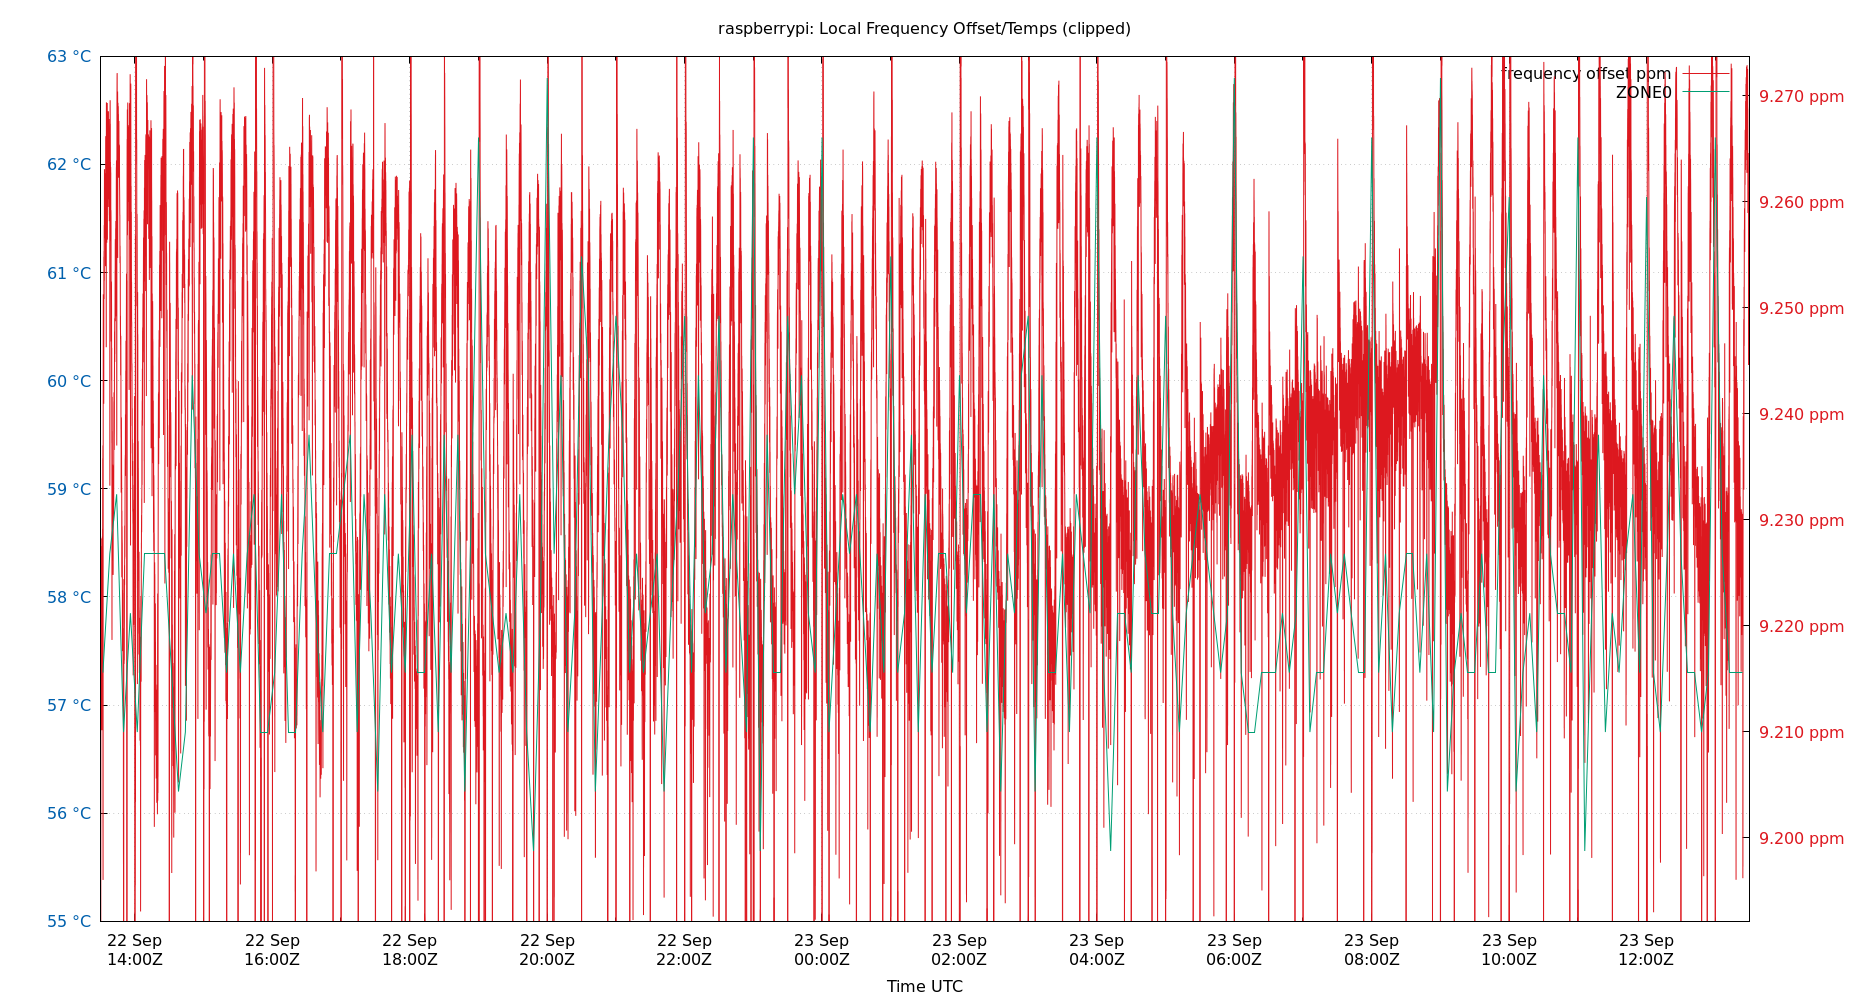 raspberrypi: Local Frequency Offset/Temps (clipped)
63 °C
62 °C
61 °C
60 °C
59 °C
58 °C
57 °C
56 °C
55 °C
frequency offset ppm
ZONE0
9.270 ppm
9.260 ppm
9.250 ppm
9.240 ppm
9.230 ppm
9.220 ppm
9.210 ppm
9.200 ppm
22 Sep 22 Sep 22 Sep 22 Sep 22 Sep 23 Sep 23 Sep 23 Sep 23 Sep 23 Sep 23 Sep 23 Sep
14:00Z 16:00Z 18:00Z 20:00Z 22:00Z 00:00Z 02:00Z 04:00Z 06:00Z 08:00Z 10:00Z 12:00Z
Time UTC